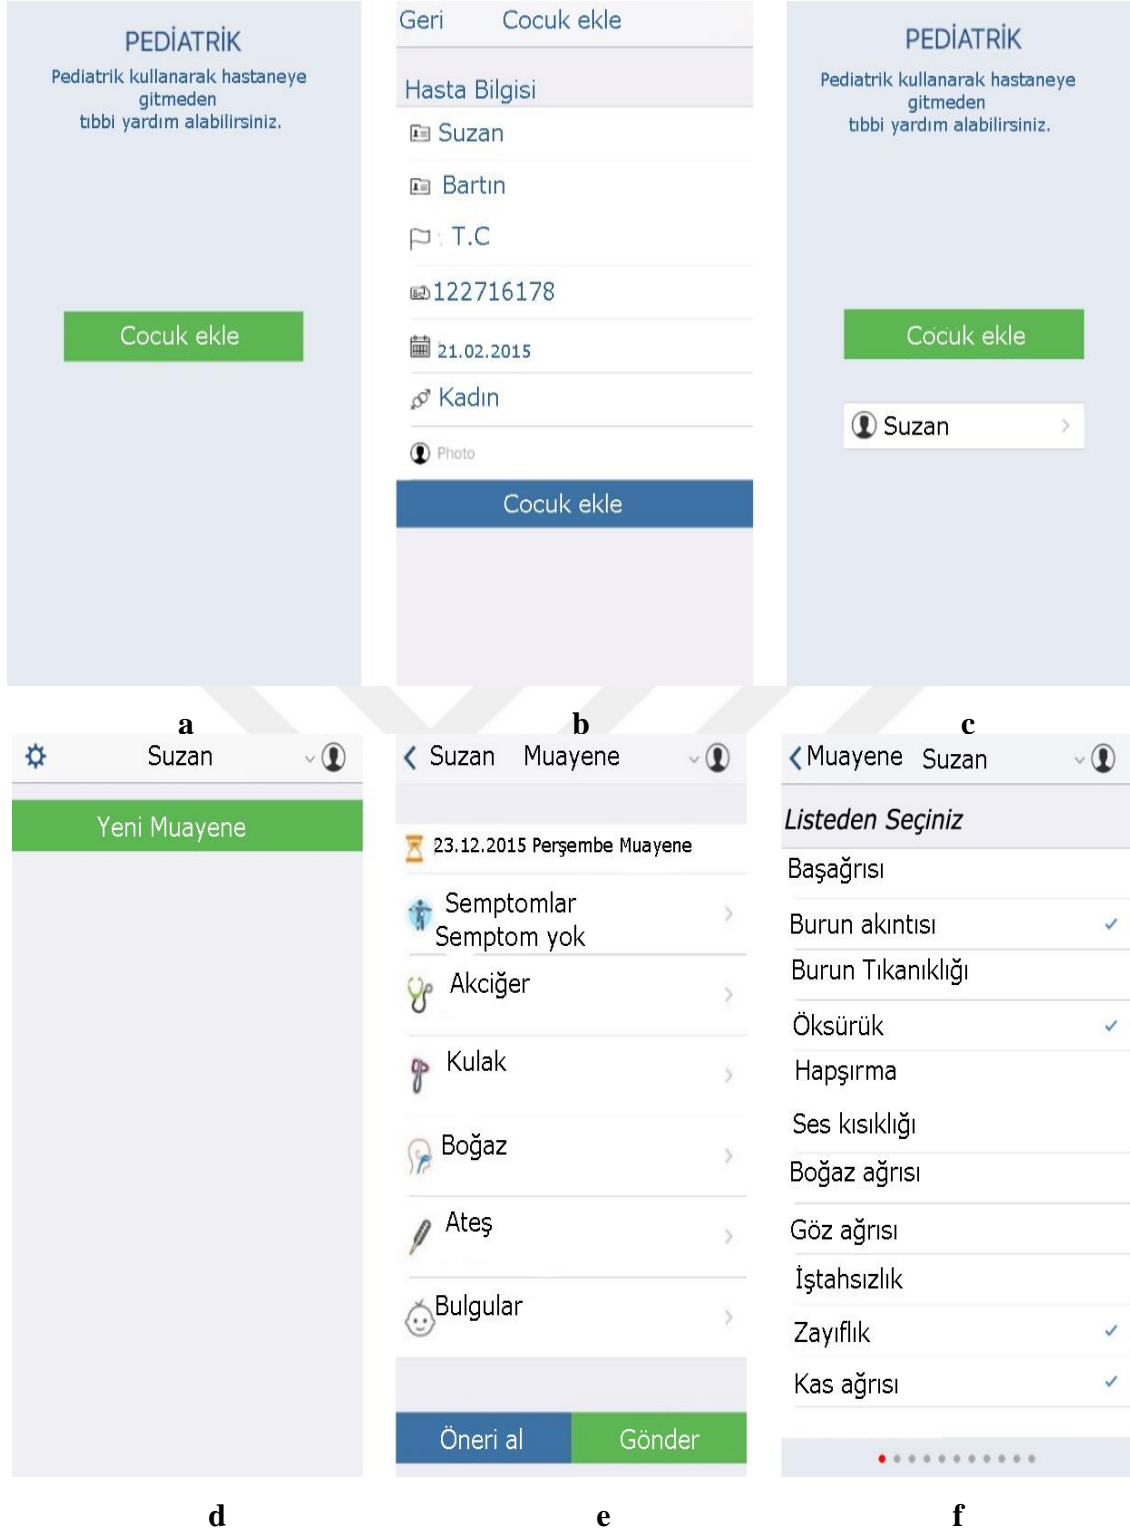 PEDİATRİK
Pediatrik kullanarak hastaneye
gitmeden
tıbbi yardım alabilirsiniz.
Cocuk ekle
a
Geri Cocuk ekle
Hasta Bilgisi
Suzan
Bartın
T.C
122716178
21.02.2015
Kadın
Photo
Cocuk ekle
b
PEDİATRİK
Pediatrik kullanarak hastaneye
gitmeden
tıbbi yardım alabilirsiniz.
Cocuk ekle
Suzan
c
Suzan
Yeni Muayene
d
Suzan Muayene
23.12.2015 Perşembe Muayene
Semptomlar
Semptom yok
Akciğer
Kulak
Boğaz
Ateş
Bulgular
Öneri al Gönder
e
Muayene Suzan
Listeden Seçiniz
Başağrısı
Burun akıntısı
Burun Tıkanıklığı
Öksürük
Hapşırma
Ses kısıklığı
Boğaz ağrısı
Göz ağrısı
İştahsızlık
Zayıflık
Kas ağrısı
f